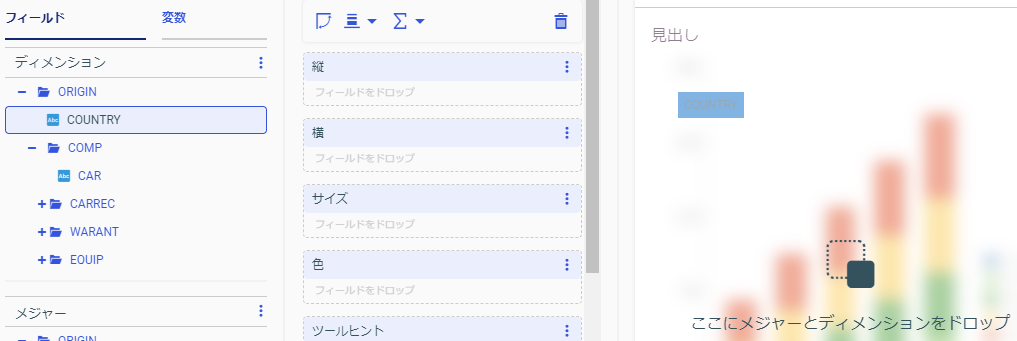 フィールド
変数
ディメンション
ORIGIN
COUNTRY
COMP
CAR
CARREC
WARANT
EQUIP
メジャー
ORIGIN
縦
フィールドをドロップ
横
フィールドをドロップ
サイズ
フィールドをドロップ
色
フィールドをドロップ
ツールヒント
見出し
COUNTRY
ここにメジャーとディメンションをドロップ